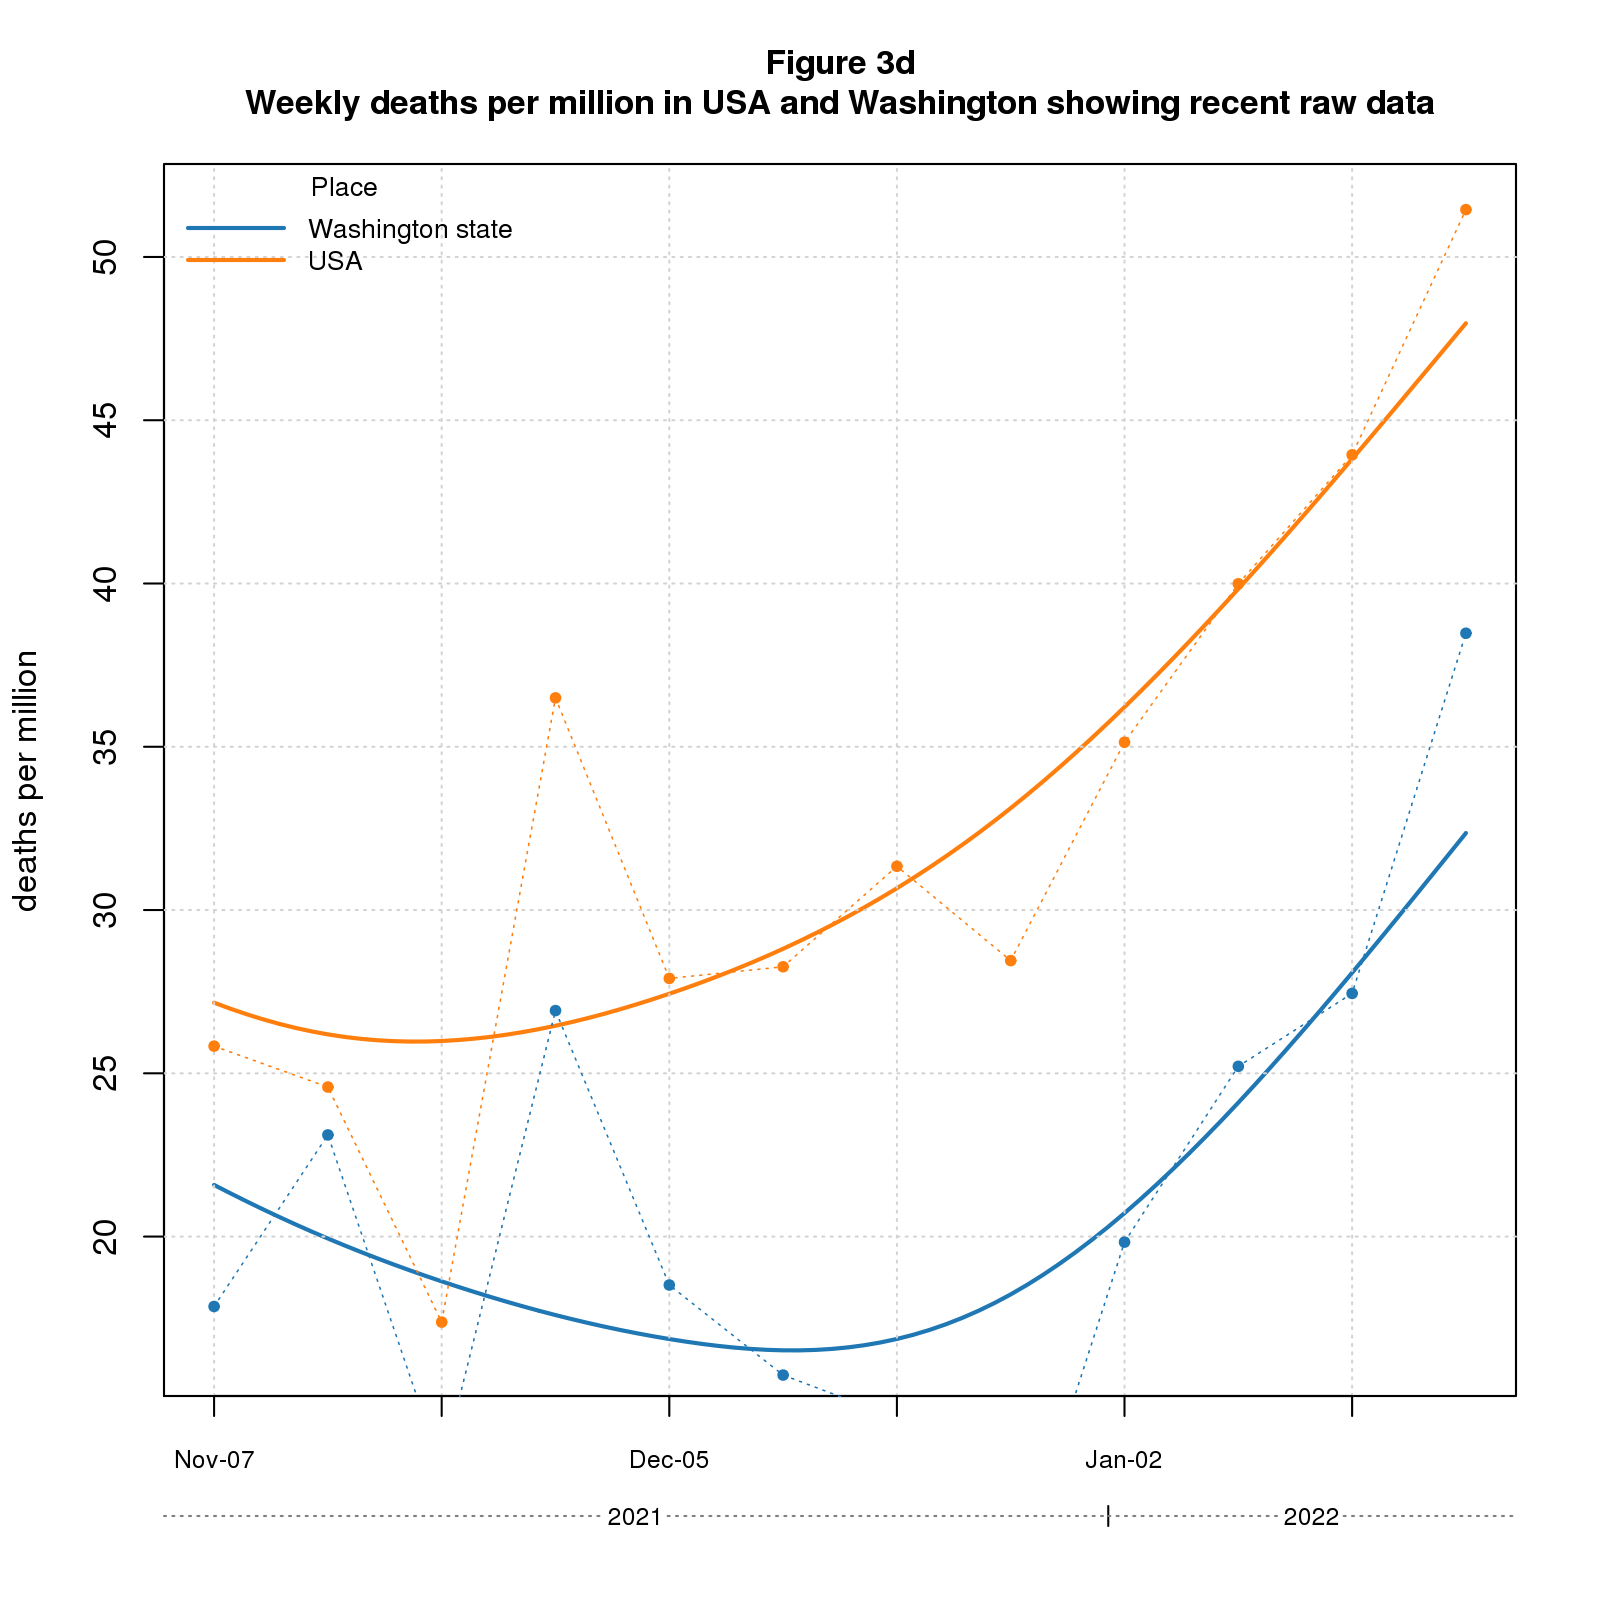 Figure 3d
Weekly deaths per million in USA and Washington showing recent raw data
Place
Washington state
USA
deaths per million
50
45
40
35
30
25
20
Nov-07 Dec-05 Jan-02
2021 2022